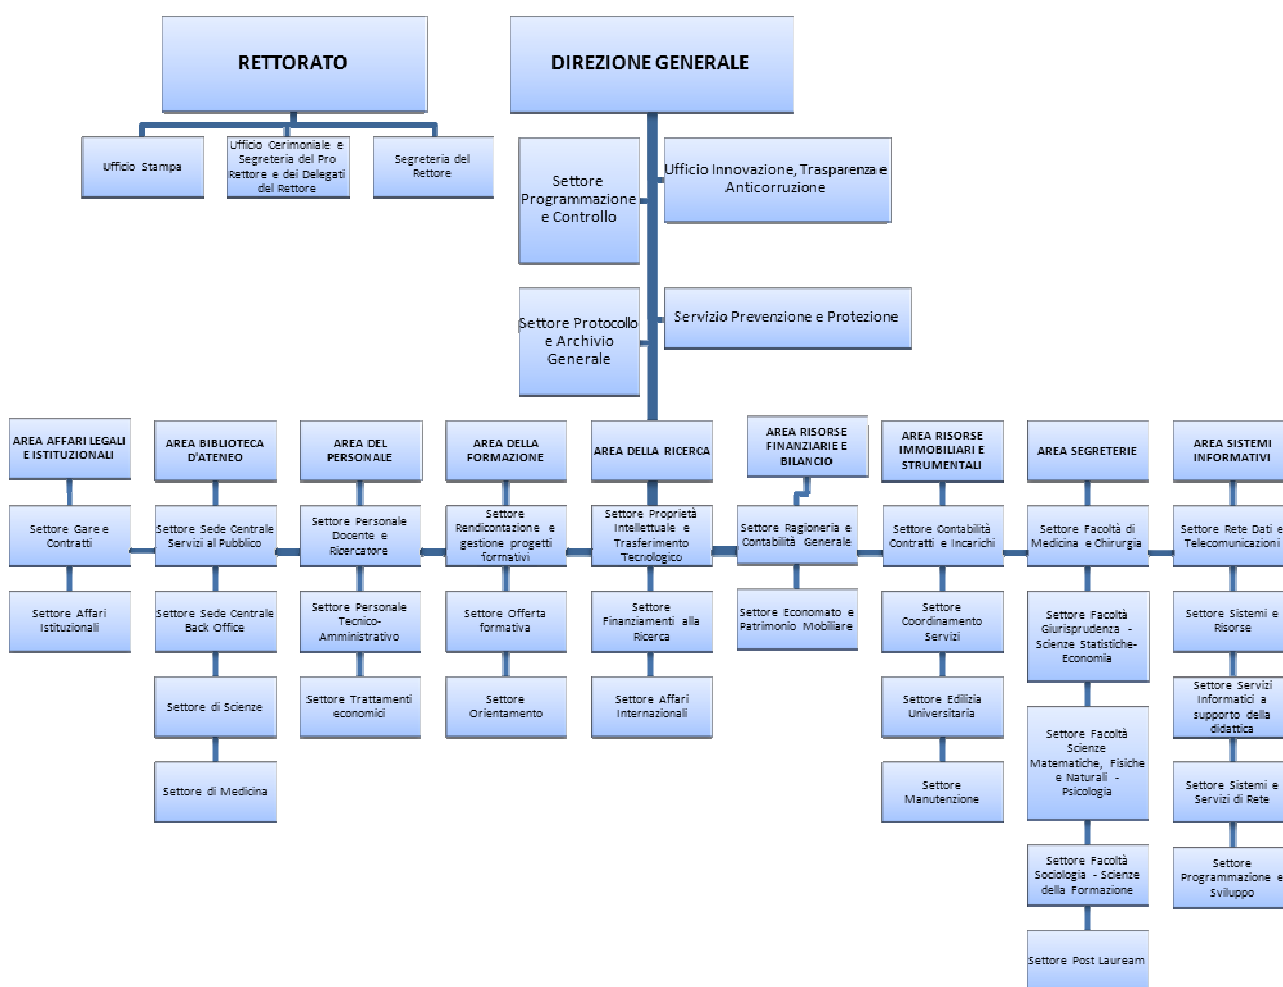 RETTORATO
DIREZIONE GENERALE
Ufficio Stampa
Ufficio Cerimoniale e
Segreteria del Pro
Rettore e dei Delegati
del Rettore
Segreteria del
Rettore
Settore
Programmazione
e Controllo
Ufficio Innovazione, Trasparenza e
Anticorruzione
Settore Protocollo
e Archivio
Generale
Servizio Prevenzione e Protezione
AREA AFFARI LEGALI
E ISTITUZIONALI
AREA BIBLIOTECA
D'ATENEO
AREA DEL
PERSONALE
AREA DELLA
FORMAZIONE
AREA DELLA RICERCA
AREA RISORSE
FINANZIARIE E
BILANCIO
AREA RISORSE
IMMOBILIARI E
STRUMENTALI
AREA SEGRETERIE
AREA SISTEMI
INFORMATIVI
Settore Gare e
Contratti
Settore Sede Centrale
Servizi al Pubblico
Settore Personale
Docente e
Ricercatore
Settore
Rendicontazione e
gestione progetti
formativi
Settore Proprietà
Intellettuale e
Trasferimento
Tecnologico
Settore Ragioneria e
Contabilità Generale
Settore Contabilità
Contratti e Incarichi
Settore Facoltà di
Medicina e Chirurgia
Settore Rete Dati e
Telecomunicazioni
Settore Affari
Istituzionali
Settore Sede Centrale
Back Office
Settore Personale
Tecnico-
Amministrativo
Settore Offerta
formativa
Settore
Finanziamenti alla
Ricerca
Settore Economato e
Patrimonio Mobiliare
Settore
Coordinamento
Servizi
Settore Facoltà
Giurisprudenza -
Scienze Statistiche-
Economia
Settore Sistemi e
Risorse
Settore di Scienze
Settore Trattamenti
economici
Settore
Orientamento
Settore Affari
Internazionali
Settore Edilizia
Universitaria
Settore Facoltà
Scienze
Matematiche, Fisiche
e Naturali -
Psicologia
Settore Servizi
Informatici a
supporto della
didattica
Settore di Medicina
Settore
Manutenzione
Settore Sistemi e
Servizi di Rete
Settore Facoltà
Sociologia - Scienze
della Formazione
Settore
Programmazione e
Sviluppo
Settore Post Lauream